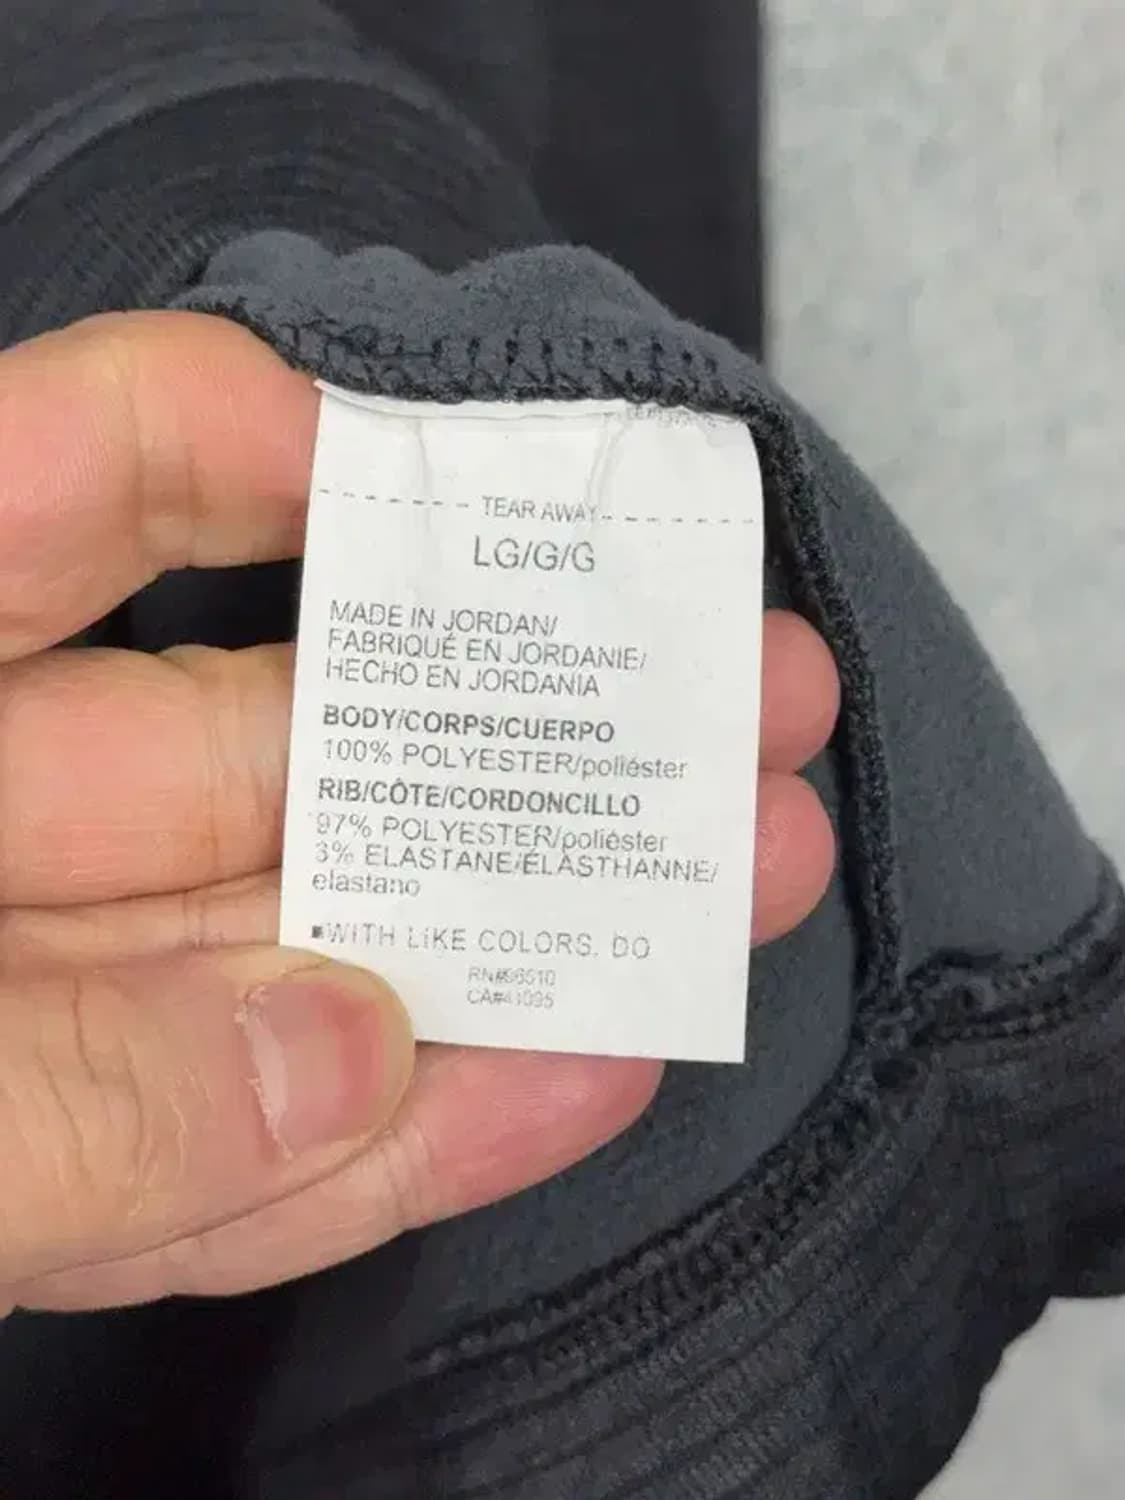 TEAR AWAY
LG/G/G
MADE IN JORDAN/
FABRIQUÉ EN JORDANIE/
HECHO EN JORDANIA
BODY/CORPS/CUERPO
100% POLYESTER/poliéster
RIB/CÔTE/CORDONCILLO
97% POLYESTER/poliéster
3% ELASTANE/ÉLASTHANNE/
elastano
WITH LIKE COLORS. DO
RN#96510
CA#41095